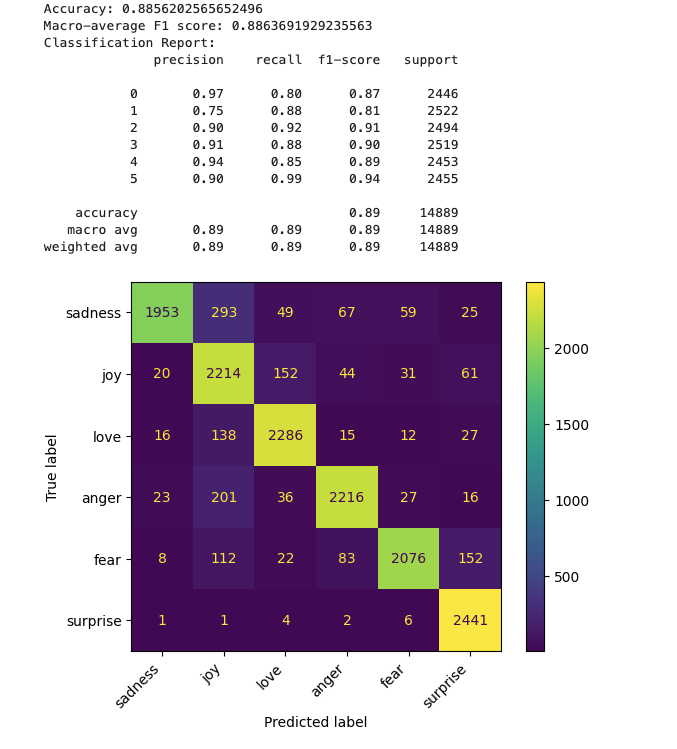 Accuracy: 0.8856202565652496
Macro-average F1 score: 0.8863691929235563
Classification Report:
precision recall f1-score support
0 0.97 0.80 0.87 2446
1 0.75 0.88 0.81 2522
2 0.90 0.92 0.91 2494
3 0.91 0.88 0.90 2519
4 0.94 0.85 0.89 2453
5 0.90 0.99 0.94 2455
accuracy 0.89 14889
macro avg 0.89 0.89 0.89 14889
weighted avg 0.89 0.89 0.89 14889
sadness 1953 293 49 67 59 25
joy 20 2214 152 44 31 61
love 16 138 2286 15 12 27
anger 23 201 36 2216 27 16
fear 8 112 22 83 2076 152
surprise 1 1 4 2 6 2441
True label
sadness joy love anger fear surprise
Predicted label
2000
1500
1000
500